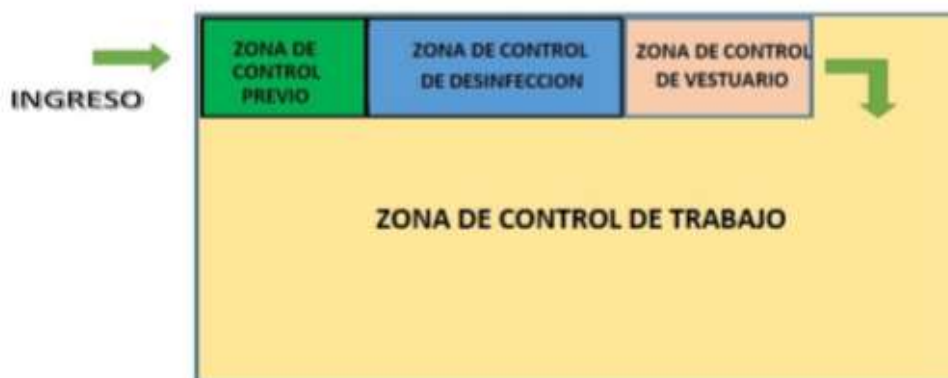 INGRESO
ZONA DE
CONTROL
PREVIO
ZONA DE CONTROL
DE DESINFECCION
ZONA DE CONTROL
DE VESTUARIO
ZONA DE CONTROL DE TRABAJO